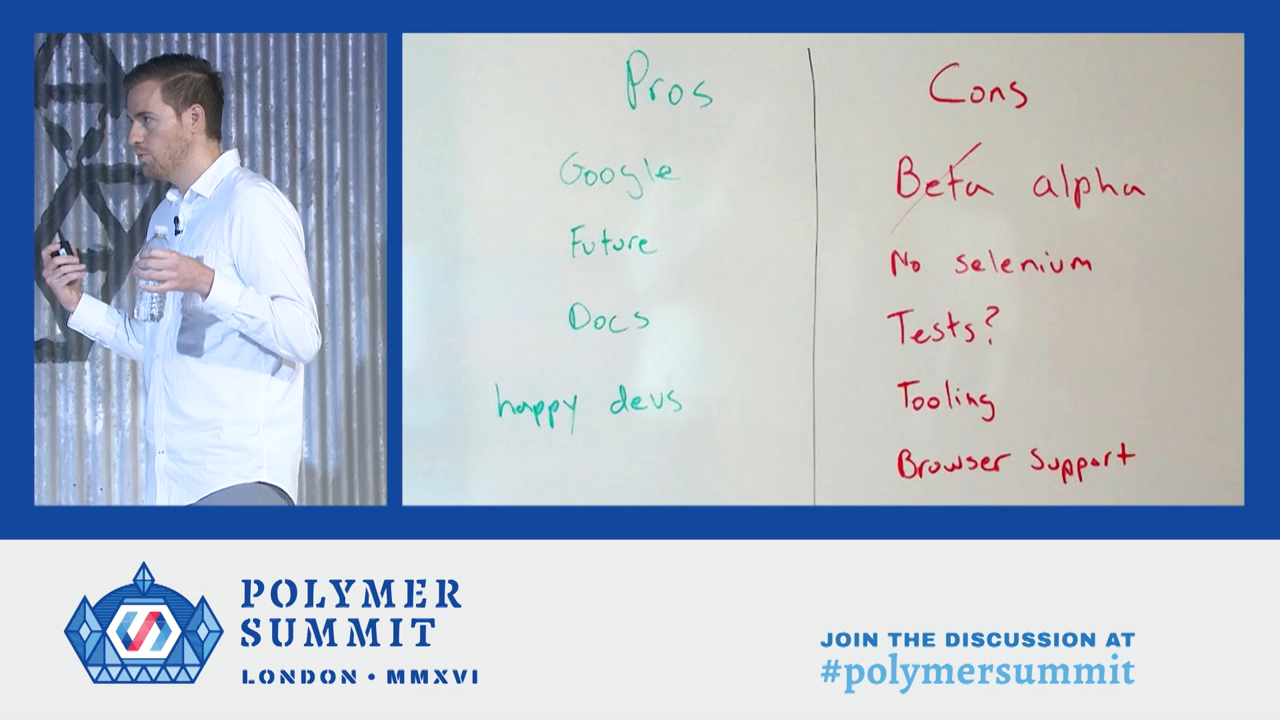 Pros
Cons
Google
Beta alpha
Future
No selenium
Docs
Tests?
happy devs
Tooling
Browser Support
POLYMER
SUMMIT
LONDON • MMXVI
JOIN THE DISCUSSION AT
#polymersummit